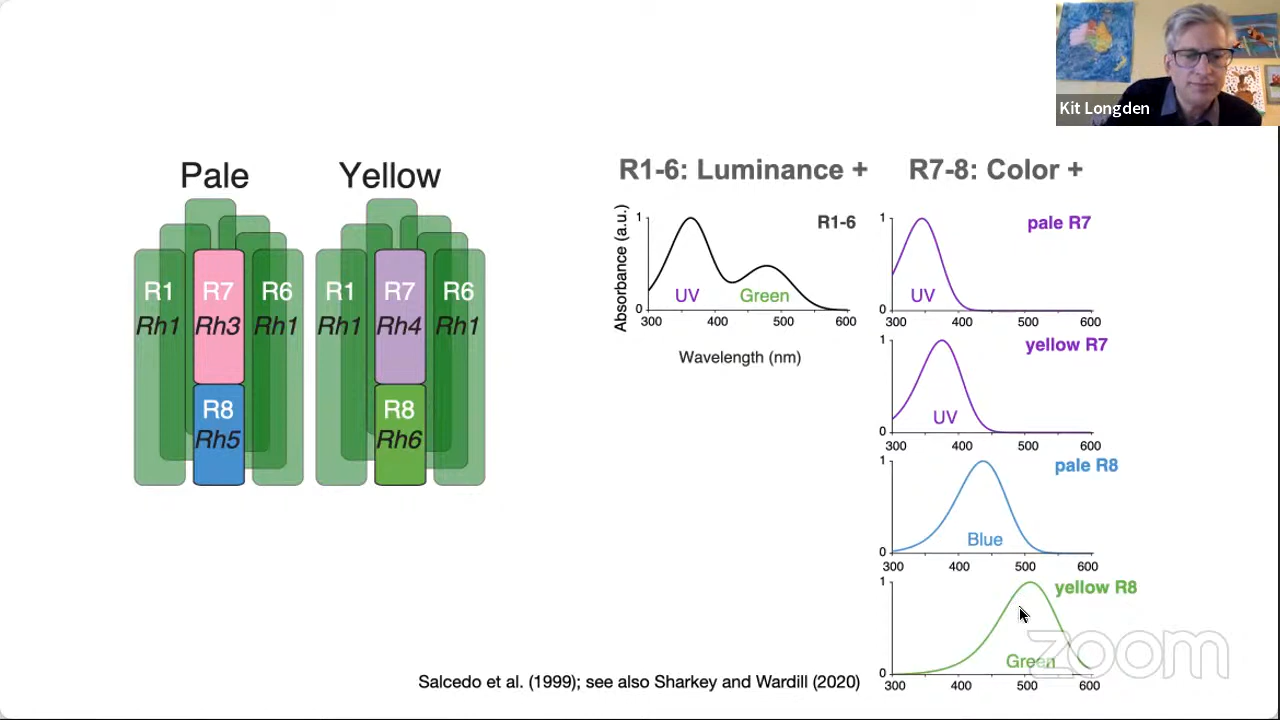 Kit Longden
Pale
Yellow
R1
Rh1
R7
Rh3
R6
Rh1
R8
Rh5
R1
Rh1
R7
Rh4
R6
Rh1
R8
Rh6
R1-6: Luminance +
R7-8: Color +
Absorbance (a.u.)
1
0
R1-6
UV
Green
300 400 500 600
Wavelength (nm)
1
0
pale R7
UV
300 400 500 600
1
0
yellow R7
UV
300 400 500 600
1
0
pale R8
Blue
300 400 500 600
1
0
yellow R8
Green
300 400 500 600
zoom
Salcedo et al. (1999); see also Sharkey and Wardill (2020)